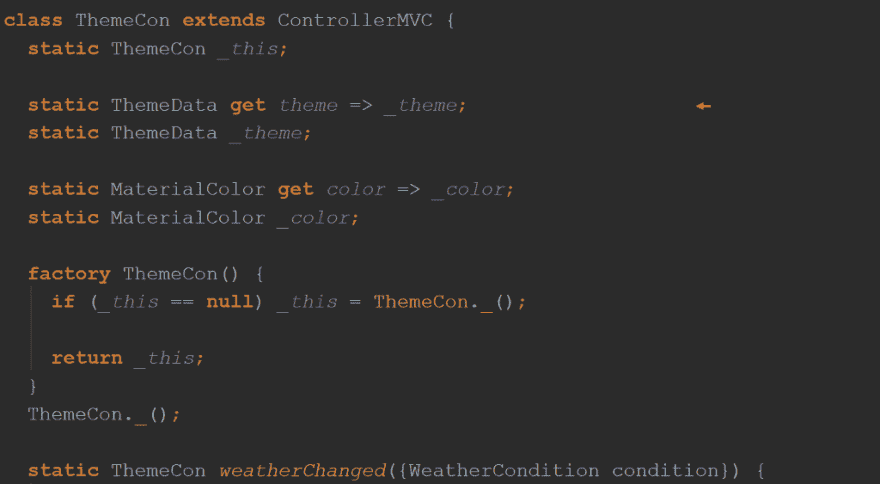 class ThemeCon extends ControllerMVC {
static ThemeCon _this;
static ThemeData get theme => _theme; ←
static ThemeData _theme;
static MaterialColor get color => _color;
static MaterialColor _color;
factory ThemeCon() {
if (_this == null) _this = ThemeCon._();
return _this;
}
ThemeCon._();
static ThemeCon weatherChanged({WeatherCondition condition}) {